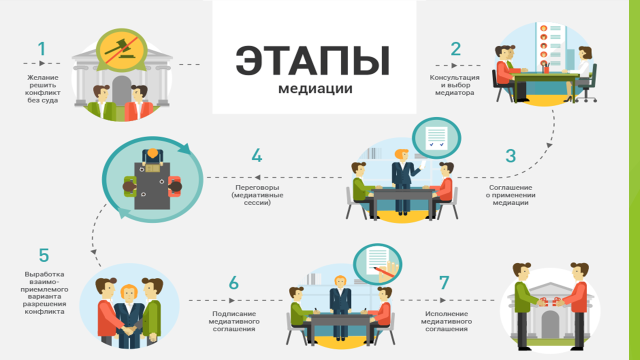 ЭТАПЫ
медиации
1
Желание
решить
конфликт
без суда
2
Консультация
и выбор
медиатора
3
Соглашение
о применении
медиации
4
Переговоры
(медиативные
сессии)
5
Выработка
взаимо-
приемлемого
варианта
разрешения
конфликта
6
Подписание
медиативного
соглашения
7
Исполнение
медиативного
соглашения